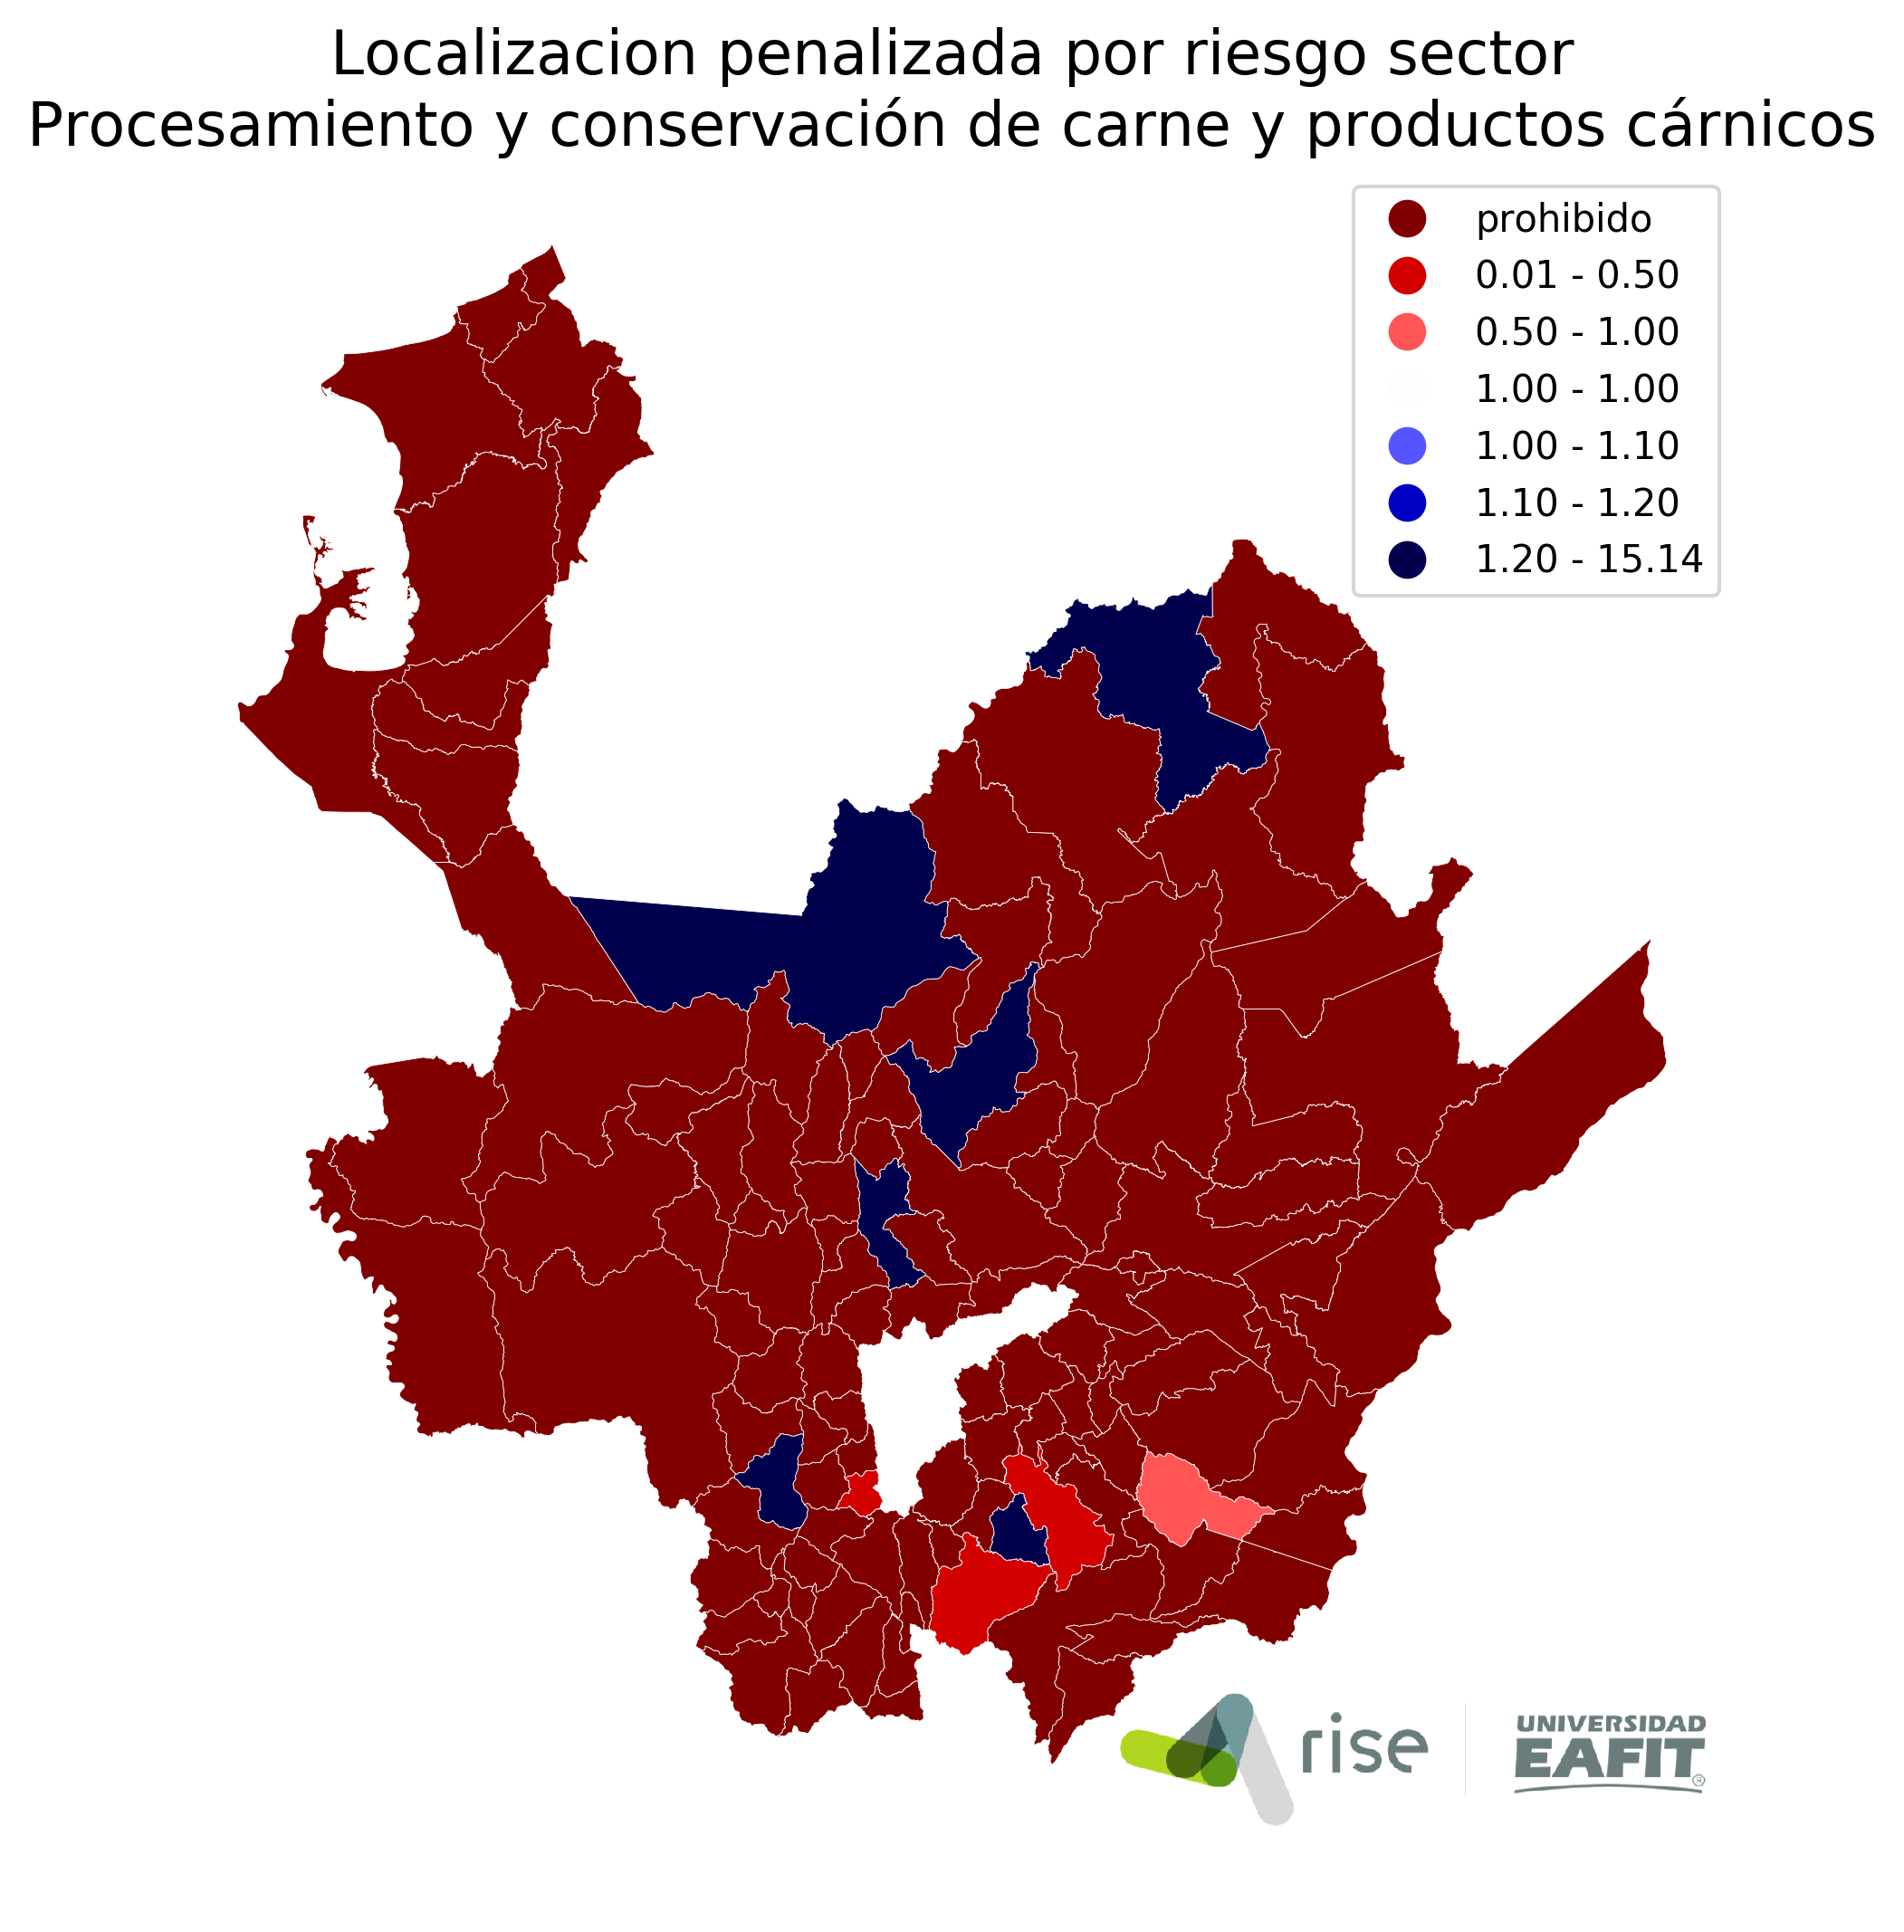 Localizacion penalizada por riesgo sector
Procesamiento y conservación de carne y productos cárnicos
prohibido
0.01 - 0.50
0.50 - 1.00
1.00 - 1.00
1.00 - 1.10
1.10 - 1.20
1.20 - 15.14
rise
UNIVERSIDAD
EAFIT®